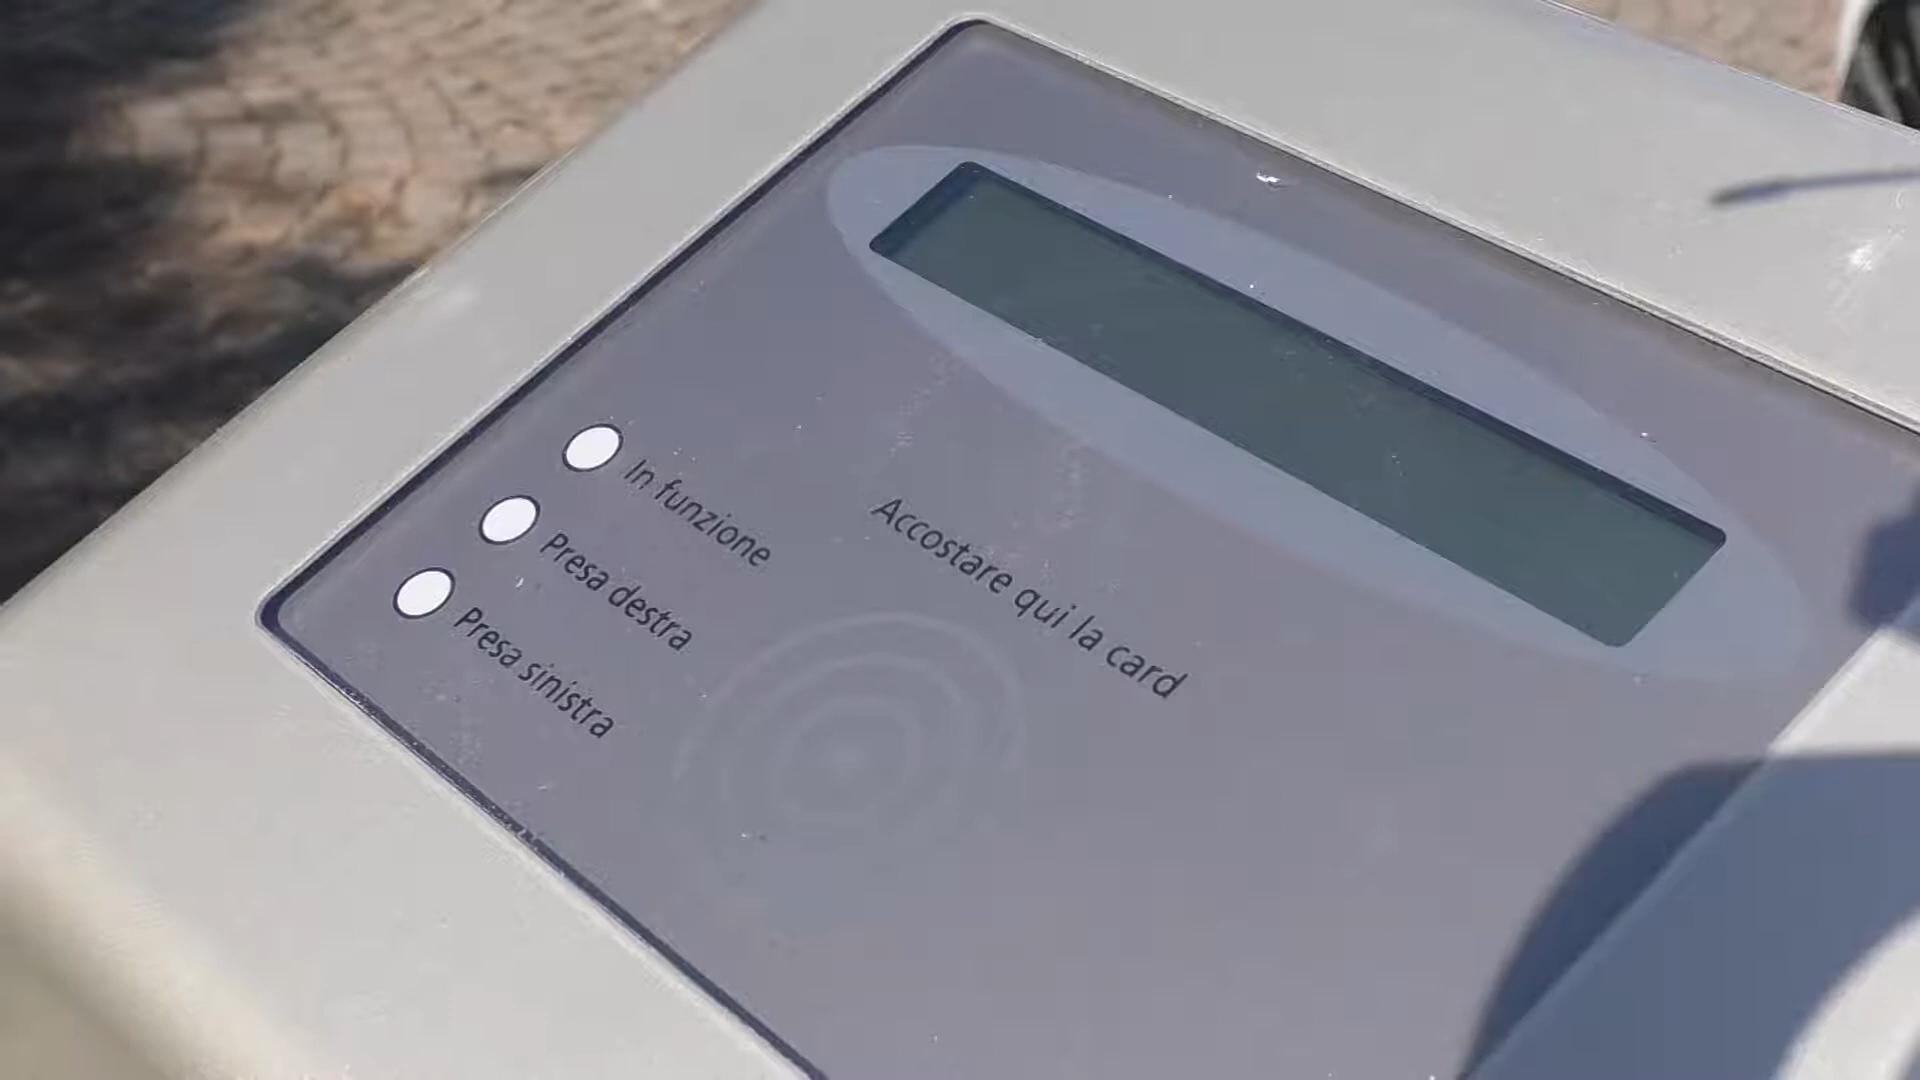 In funzione
Presa destra
Presa sinistra
Accostare qui la card